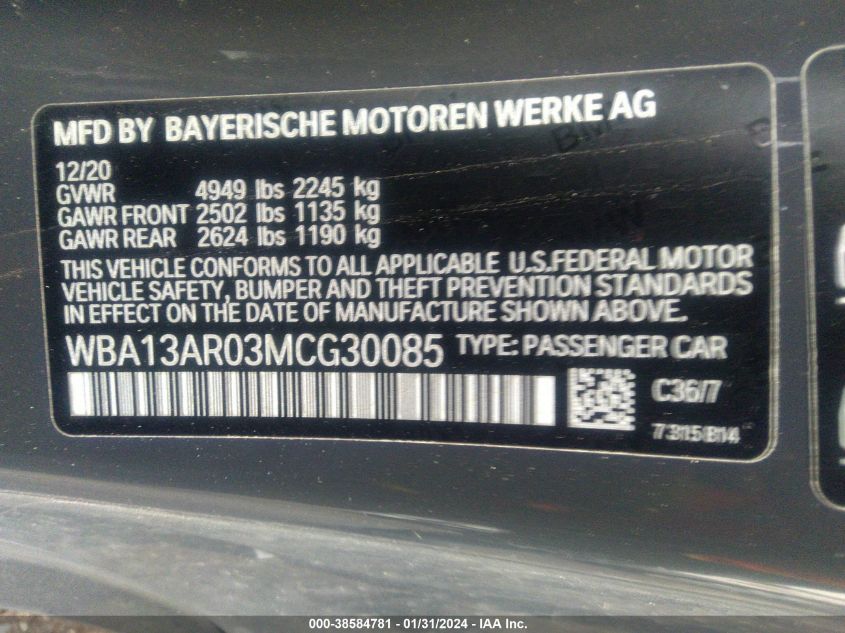 MFD BY BAYERISCHE MOTOREN WERKE AG
12/20
GVWR 4949 lbs 2245 kg
GAWR FRONT 2502 lbs 1135 kg
GAWR REAR 2624 lbs 1190 kg
THIS VEHICLE CONFORMS TO ALL APPLICABLE U.S.FEDERAL MOTOR
VEHICLE SAFETY, BUMPER AND THEFT PREVENTION STANDARDS
IN EFFECT ON THE DATE OF MANUFACTURE SHOWN ABOVE.
WBA13AR03MCG30085 TYPE: PASSENGER CAR
C36/7
7315814
000-38584781 - 01/31/2024 - IAA Inc.